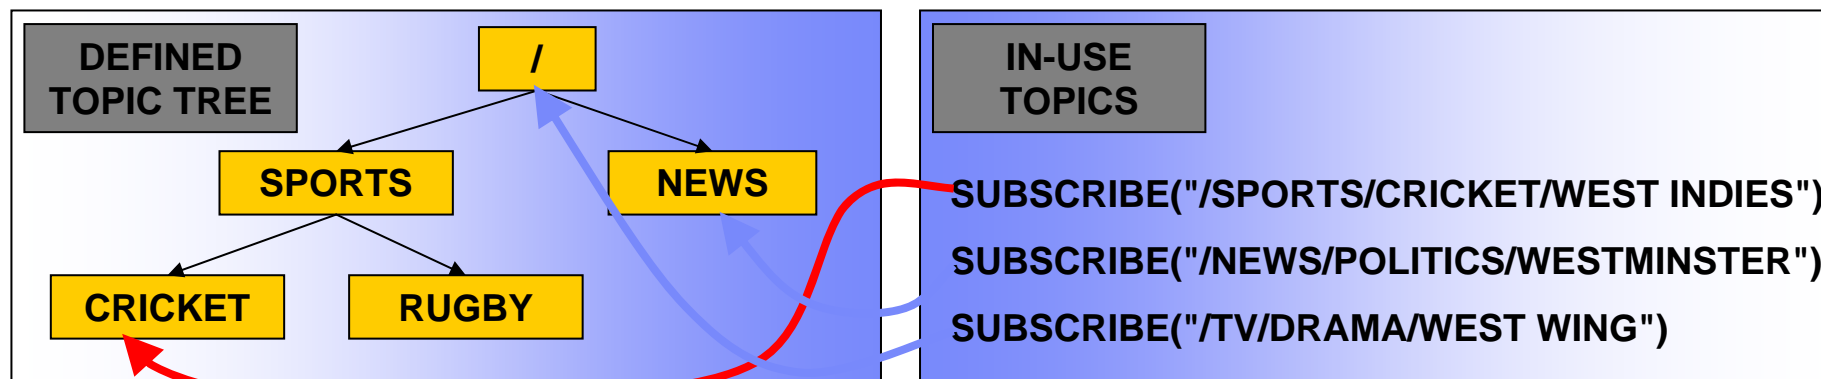 DEFINED
TOPIC TREE
/
SPORTS
NEWS
CRICKET
RUGBY
IN-USE
TOPICS
SUBSCRIBE("/SPORTS/CRICKET/WEST INDIES")
SUBSCRIBE("/NEWS/POLITICS/WESTMINSTER")
SUBSCRIBE("/TV/DRAMA/WEST WING")